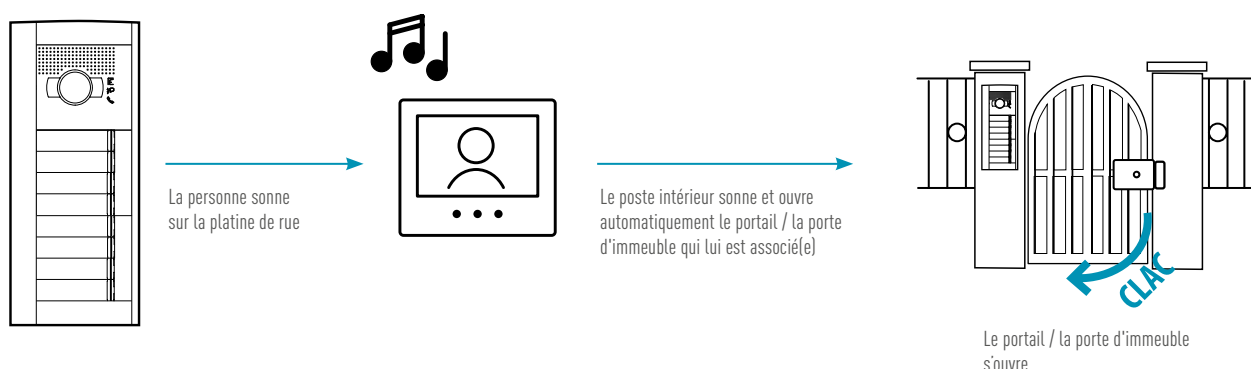 La personne sonne
sur la platine de rue
Le poste intérieur sonne et ouvre
automatiquement le portail / la porte
d'immeuble qui lui est associé(e)
CLAC
Le portail / la porte d'immeuble
s'ouvre